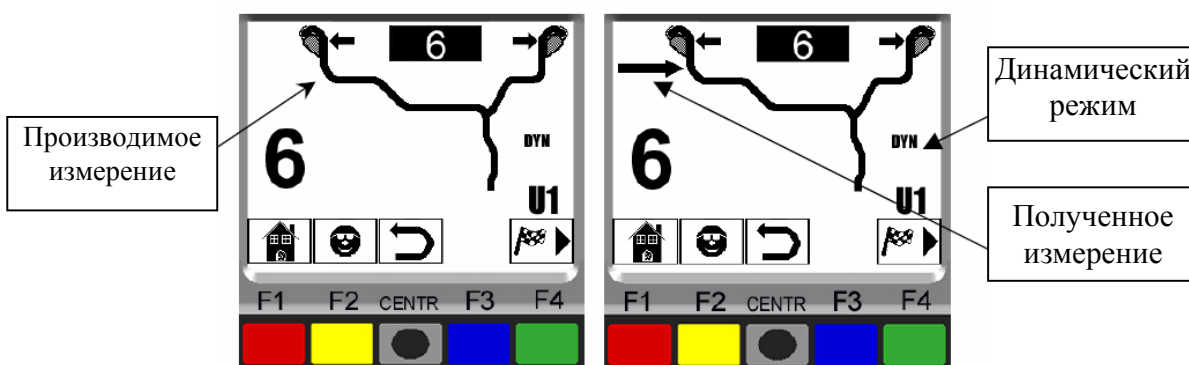 Производимое
измерение
6
6
DYN
U1
F1 F2 CENTR F3 F4
6
6
DYN
U1
F1 F2 CENTR F3 F4
Динамический
режим
Полученное
измерение